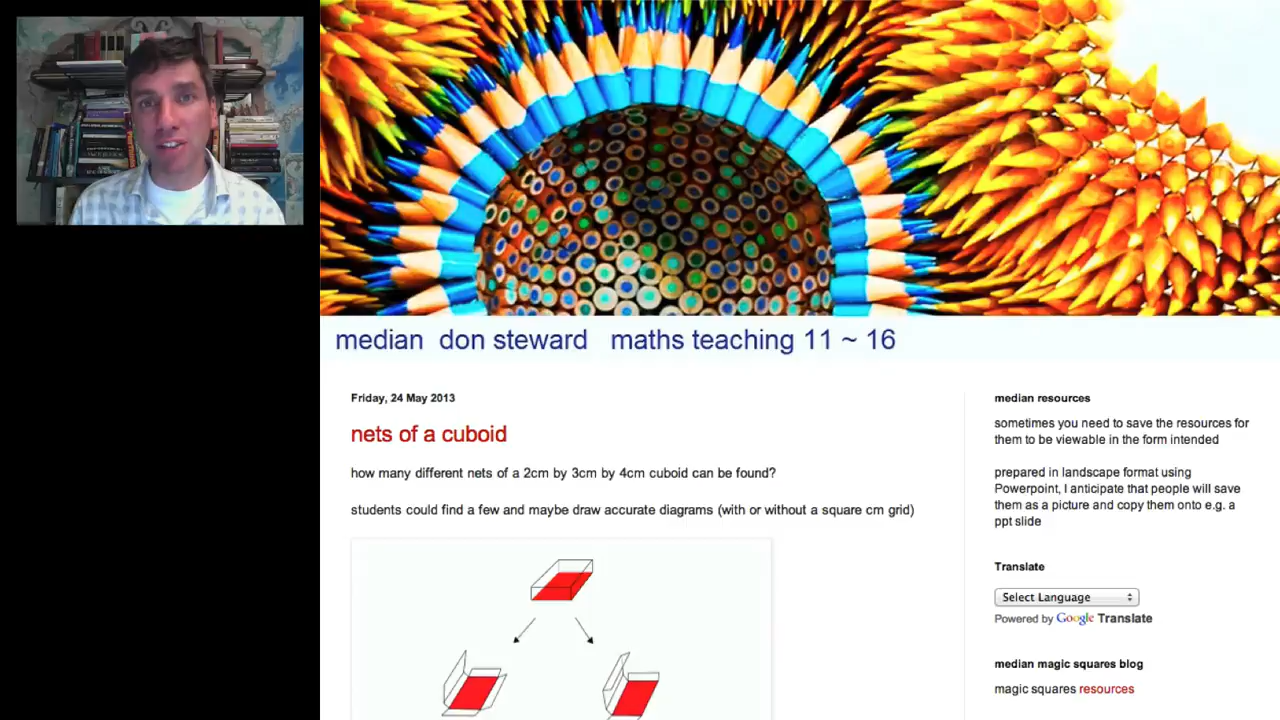 median  don steward   maths teaching 11 ~ 16
Friday, 24 May 2013
nets of a cuboid
how many different nets of a 2cm by 3cm by 4cm cuboid can be found?
students could find a few and maybe draw accurate diagrams (with or without a square cm grid)
median resources
sometimes you need to save the resources for
them to be viewable in the form intended
prepared in landscape format using
Powerpoint, I anticipate that people will save
them as a picture and copy them onto e.g. a
ppt slide
Translate
Select Language
Powered by Google Translate
median magic squares blog
magic squares resources